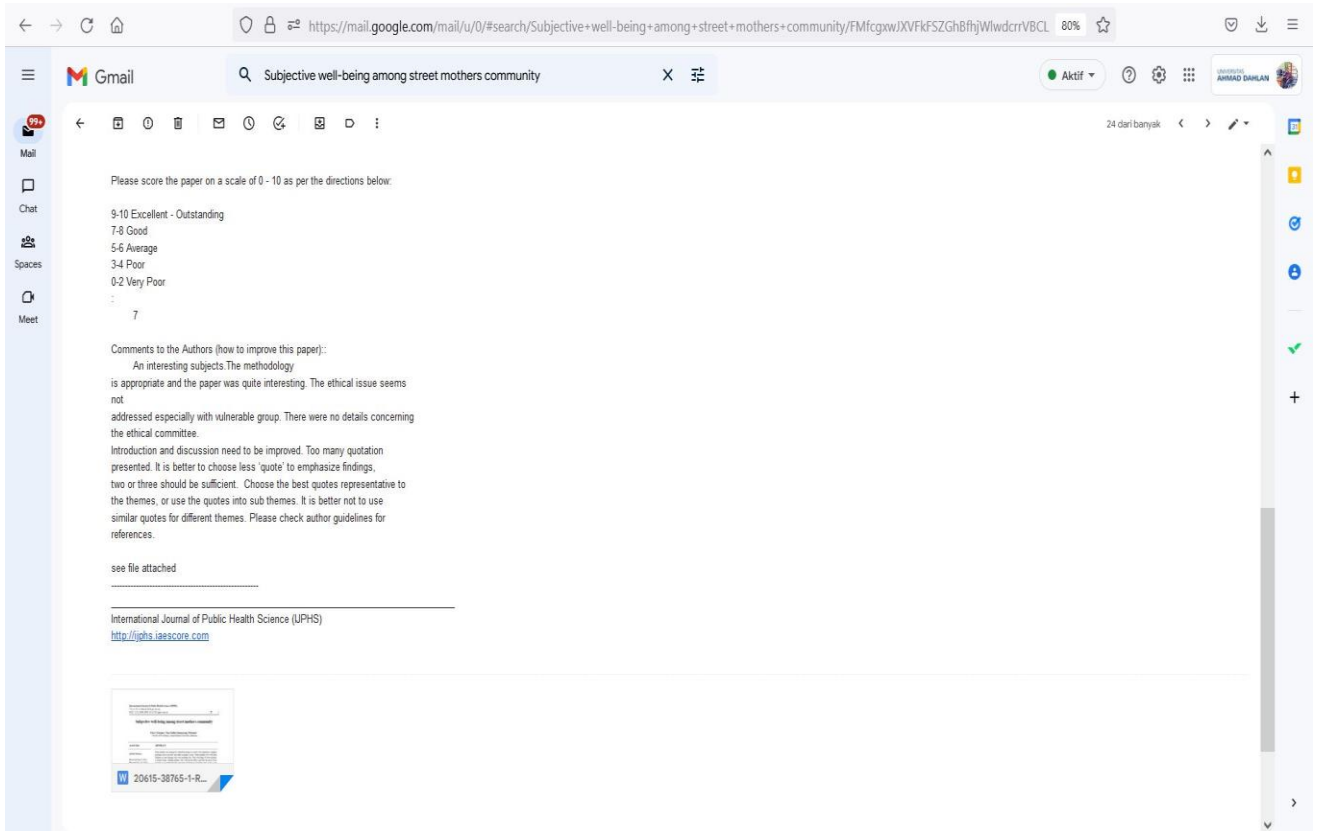 https://mail.google.com/mail/u/0/#search/Subjective+well-being+among+street+mothers+community/FMfcgxwJXVFkFSZGhBfhjWlwdcrrVBCL 80%
Gmail
Subjective well-being among street mothers community
Aktif
UNIVERSITAS
AHMAD DAHLAN
99+
Mail
Chat
Spaces
Meet
24 dari banyak
Please score the paper on a scale of 0 - 10 as per the directions below:
9-10 Excellent - Outstanding
7-8 Good
5-6 Average
3-4 Poor
0-2 Very Poor
:
7
Comments to the Authors (how to improve this paper)::
An interesting subjects.The methodology
is appropriate and the paper was quite interesting. The ethical issue seems
not
addressed especially with vulnerable group. There were no details concerning
the ethical committee.
Introduction and discussion need to be improved. Too many quotation
presented. It is better to choose less 'quote' to emphasize findings,
two or three should be sufficient. Choose the best quotes representative to
the themes, or use the quotes into sub themes. It is better not to use
similar quotes for different themes. Please check author guidelines for
references.
see file attached
------------------------------------------------------
International Journal of Public Health Science (IJPHS)
http://ijphs.iaescore.com
Subjective well-being among street mothers community
W 20615-38765-1-R...